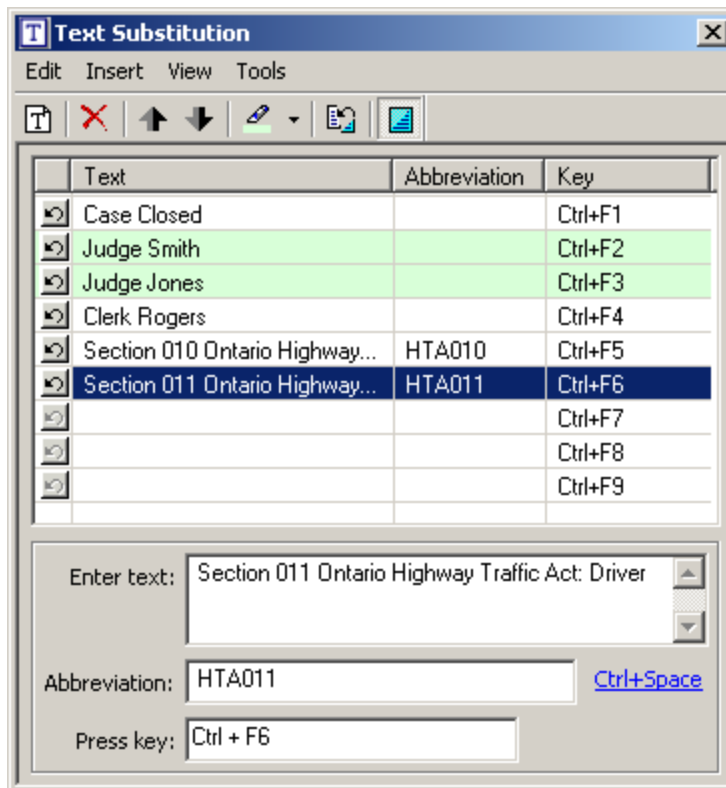 Text Substitution
Edit Insert View Tools
Text Abbreviation Key
Case Closed Ctrl+F1
Judge Smith Ctrl+F2
Judge Jones Ctrl+F3
Clerk Rogers Ctrl+F4
Section 010 Ontario Highway... HTA010 Ctrl+F5
Section 011 Ontario Highway... HTA011 Ctrl+F6
Ctrl+F7
Ctrl+F8
Ctrl+F9
Enter text: Section 011 Ontario Highway Traffic Act: Driver
Abbreviation: HTA011 Ctrl+Space
Press key: Ctrl + F6